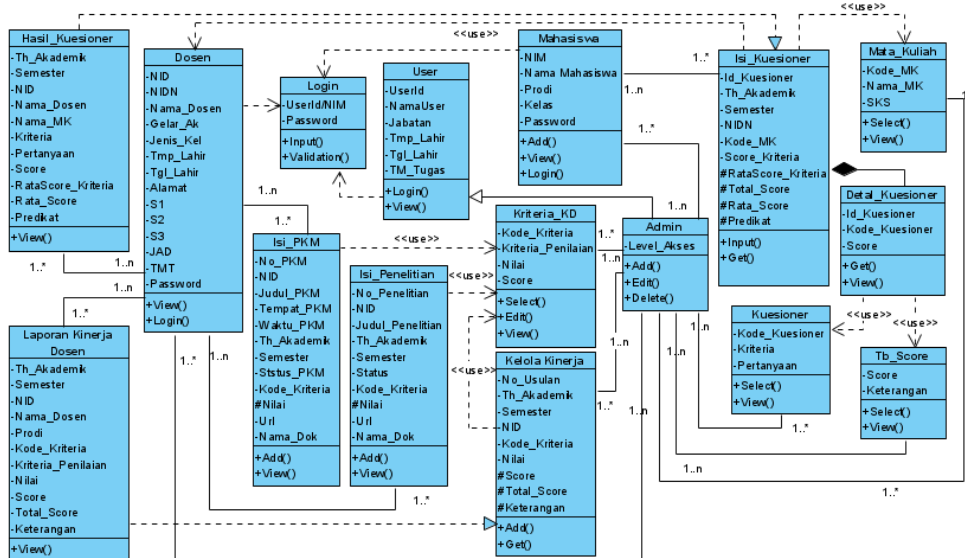 Hasil_Kuesioner
-Th_Akademik
-Semester
-NID
-Nama_Dosen
-Nama_MK
-Kriteria
-Pertanyaan
-Score
-RataScore_Kriteria
-Rata_Score
-Predikat
+View()
Dosen
-NID
-NIDN
-Nama_Dosen
-Gelar_Ak
-Jenis_Kel
-Tmp_Lahir
-Tgl_Lahir
-Alamat
-S1
-S2
-S3
-JAD
-TMT
-Password
+View()
+Login()
Login
-UserId/NIM
-Password
+Input()
+Validation()
User
-UserId
-NamaUser
-Jabatan
-Tmp_Lahir
-Tgl_Lahir
-TM_Tugas
+Login()
+View()
<<use>>
Mahasiswa
-NIM
-Nama Mahasiswa
-Prodi
-Kelas
-Password
+Add()
+View()
+Login()
1..*
1..n
1..*
1..n
Isi_Kuesioner
-Id_Kuesioner
-Th_Akademik
-Semester
-NIDN
-Kode_MK
-Score_Kriteria
#RataScore_Kriteria
#Total_Score
#Rata_Score
#Predikat
+Input()
+Get()
<<use>>
Mata_Kuliah
-Kode_MK
-Nama_MK
-SKS
+Select()
+View()
Detal_Kuesioner
-Id_Kuesioner
-Kode_Kuesioner
-Score
+Get()
+View()
<<use>>
Kuesioner
-Kode_Kuesioner
-Kriteria
-Pertanyaan
+Select()
+View()
Tb_Score
-Score
-Keterangan
+Select()
+View()
Admin
-Level_Akses
+Add()
+Edit()
+Delete()
Kriteria_KD
-Kode_Kriteria
-Kriteria_Penilaian
-Nilai
-Score
+Select()
+Edit()
+View()
1..*
1..n
<<use>>
<<use>>
<<use>>
Isi_PKM
-No_PKM
-NID
-Judul_PKM
-Tempat_PKM
-Waktu_PKM
-Th_Akademik
-Semester
-Ststus_PKM
-Kode_Kriteria
#Nilai
-Url
-Nama_Dok
+Add()
+View()
Isi_Penelitian
-No_Penelitian
-NID
-Judul_Penelitian
-Th_Akademik
-Semester
-Status
-Kode_Kriteria
#Nilai
-Url
-Nama_Dok
+Add()
+View()
Kelola Kinerja
-No_Usulan
-Th_Akademik
-Semester
-NID
-Kode_Kriteria
-Nilai
#Score
#Total_Score
#Keterangan
+Add()
+Get()
Laporan Kinerja
Dosen
-Th_Akademik
-Semester
-NID
-Nama_Dosen
-Prodi
-Kode_Kriteria
-Kriteria_Penilaian
-Nilai
-Score
-Total_Score
-Keterangan
+View()
1..n
1..*
1..*
1..n
1..n
1..*
1..*
1..n
1..*
1..n
1..*
1..n
1..n
1..*
1..n
1..*
1..*